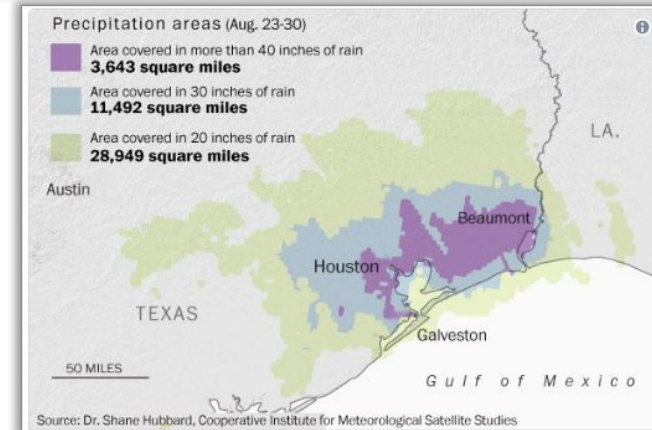 Precipitation areas (Aug. 23-30)
Area covered in more than 40 inches of rain
3,643 square miles
Area covered in 30 inches of rain
11,492 square miles
Area covered in 20 inches of rain
28,949 square miles
LA.
Austin
Beaumont
Houston
TEXAS
Galveston
50 MILES
Gulf of Mexico
Source: Dr. Shane Hubbard, Cooperative Institute for Meteorological Satellite Studies